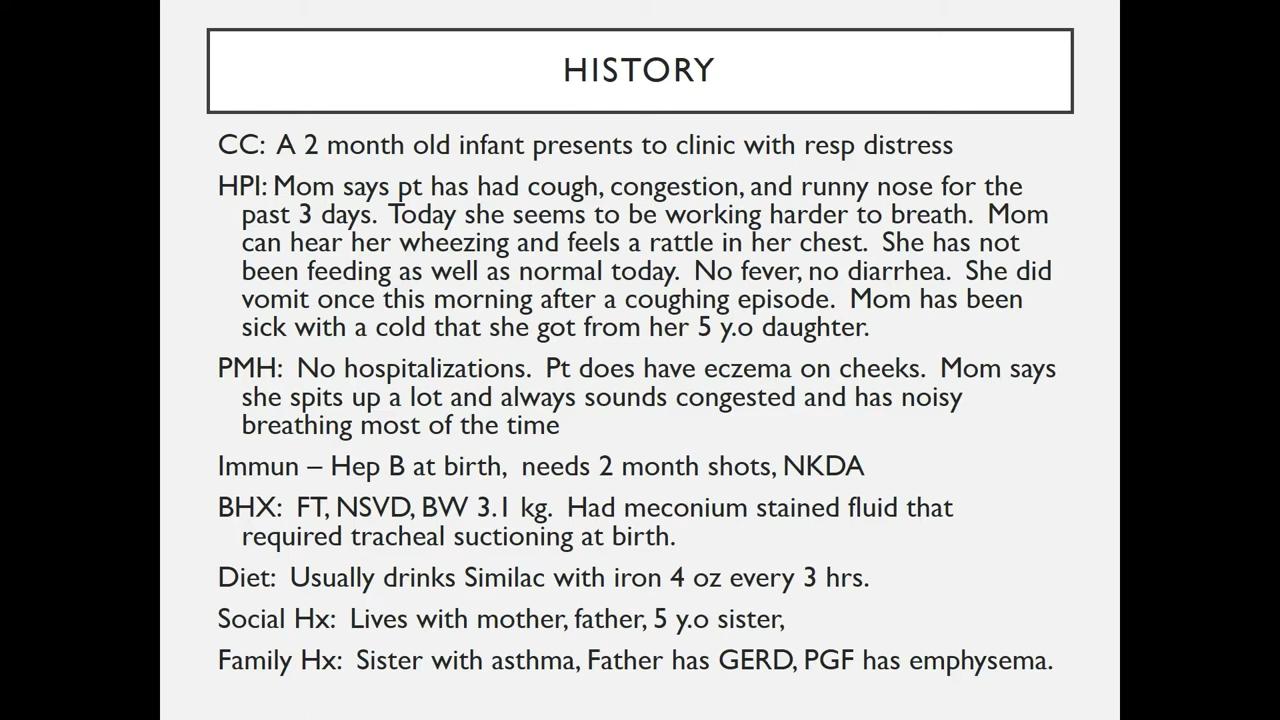 HISTORY
CC: A 2 month old infant presents to clinic with resp distress
HPI: Mom says pt has had cough, congestion, and runny nose for the
past 3 days. Today she seems to be working harder to breath. Mom
can hear her wheezing and feels a rattle in her chest. She has not
been feeding as well as normal today. No fever, no diarrhea. She did
vomit once this morning after a coughing episode. Mom has been
sick with a cold that she got from her 5 y.o daughter.
PMH: No hospitalizations. Pt does have eczema on cheeks. Mom says
she spits up a lot and always sounds congested and has noisy
breathing most of the time
Immun – Hep B at birth, needs 2 month shots, NKDA
BHX: FT, NSVD, BW 3.1 kg. Had meconium stained fluid that
required tracheal suctioning at birth.
Diet: Usually drinks Similac with iron 4 oz every 3 hrs.
Social Hx: Lives with mother, father, 5 y.o sister,
Family Hx: Sister with asthma, Father has GERD, PGF has emphysema.